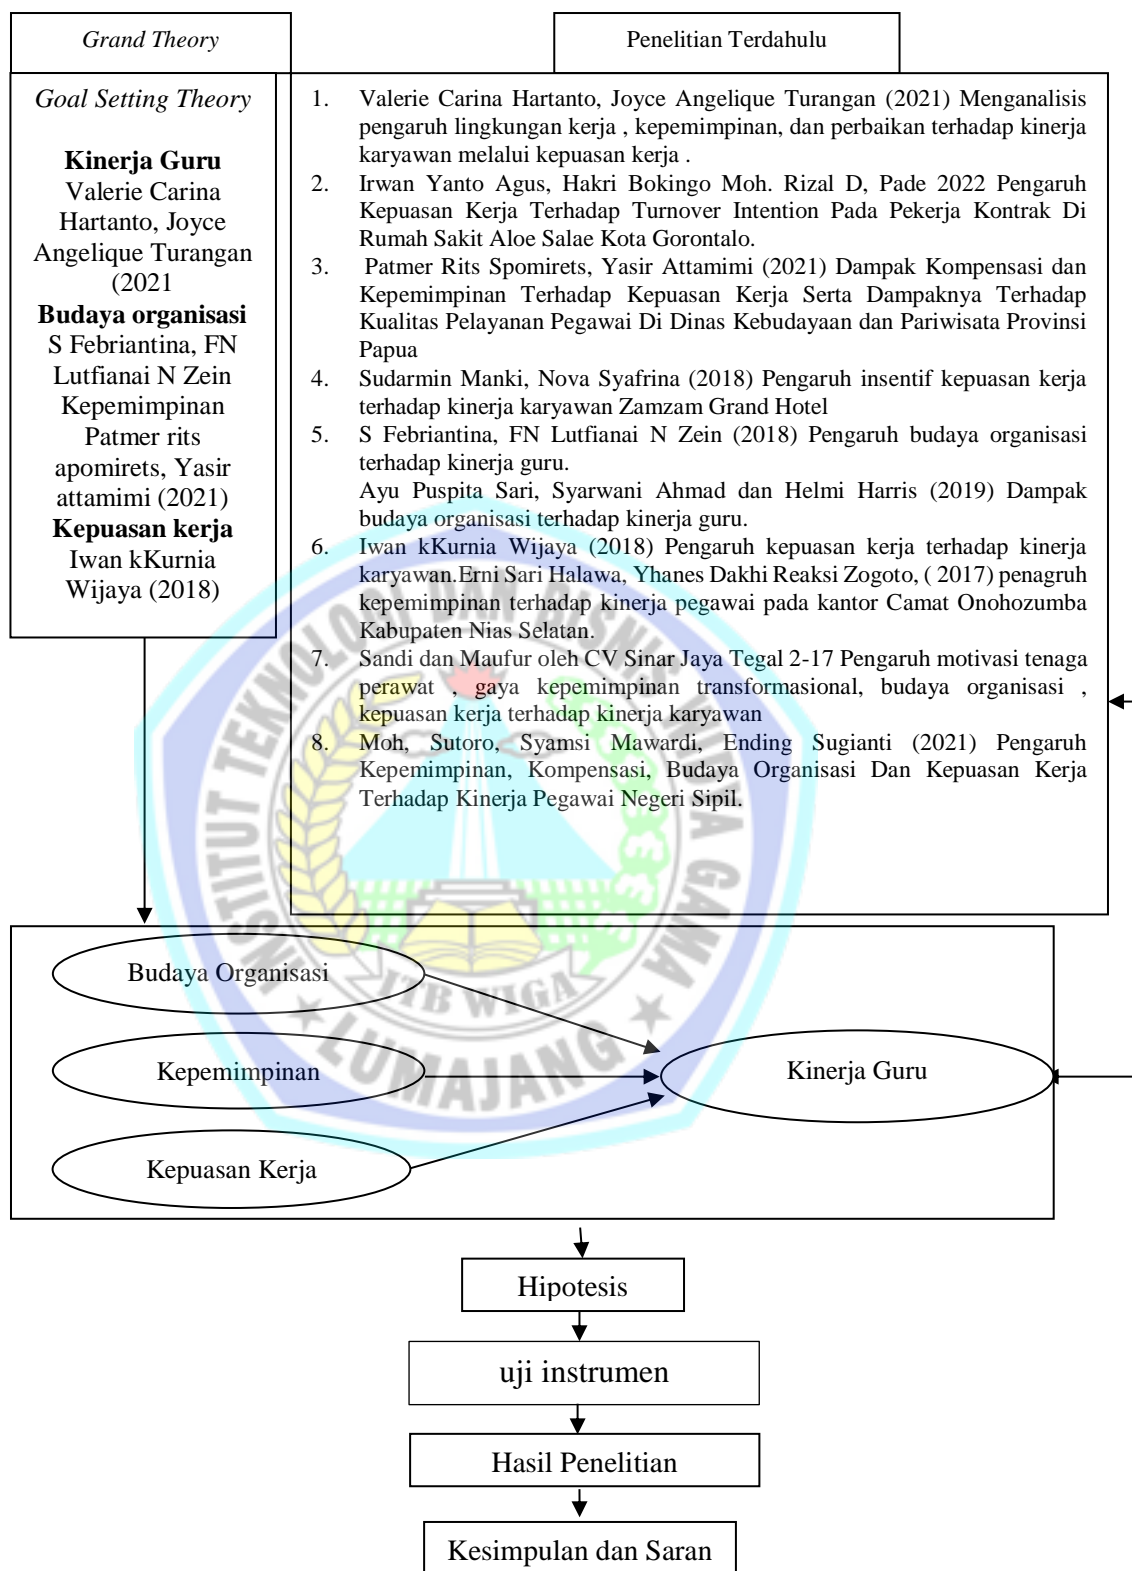 Grand Theory
Penelitian Terdahulu
Goal Setting Theory
Kinerja Guru
Valerie Carina
Hartanto, Joyce
Angelique Turangan
(2021
Budaya organisasi
S Febriantina, FN
Lutfianai N Zein
Kepemimpinan
Patmer rits
apomirets, Yasir
attamimi (2021)
Kepuasan kerja
Iwan kKurnia
Wijaya (2018)
1. Valerie Carina Hartanto, Joyce Angelique Turangan (2021) Menganalisis
pengaruh lingkungan kerja , kepemimpinan, dan perbaikan terhadap kinerja
karyawan melalui kepuasan kerja .
2. Irwan Yanto Agus, Hakri Bokingo Moh. Rizal D, Pade 2022 Pengaruh
Kepuasan Kerja Terhadap Turnover Intention Pada Pekerja Kontrak Di
Rumah Sakit Aloe Salae Kota Gorontalo.
3. Patmer Rits Spomirets, Yasir Attamimi (2021) Dampak Kompensasi dan
Kepemimpinan Terhadap Kepuasan Kerja Serta Dampaknya Terhadap
Kualitas Pelayanan Pegawai Di Dinas Kebudayaan dan Pariwisata Provinsi
Papua
4. Sudarmin Manki, Nova Syafrina (2018) Pengaruh insentif kepuasan kerja
terhadap kinerja karyawan Zamzam Grand Hotel
5. S Febriantina, FN Lutfianai N Zein (2018) Pengaruh budaya organisasi
terhadap kinerja guru.
Ayu Puspita Sari, Syarwani Ahmad dan Helmi Harris (2019) Dampak
budaya organisasi terhadap kinerja guru.
6. Iwan kKurnia Wijaya (2018) Pengaruh kepuasan kerja terhadap kinerja
karyawan.Erni Sari Halawa, Yhanes Dakhi Reaksi Zogoto, ( 2017) penagruh
kepemimpinan terhadap kinerja pegawai pada kantor Camat Onohozumba
Kabupaten Nias Selatan.
7. Sandi dan Maufur oleh CV Sinar Jaya Tegal 2-17 Pengaruh motivasi tenaga
perawat , gaya kepemimpinan transformasional, budaya organisasi ,
kepuasan kerja terhadap kinerja karyawan
8. Moh, Sutoro, Syamsi Mawardi, Ending Sugianti (2021) Pengaruh
Kepemimpinan, Kompensasi, Budaya Organisasi Dan Kepuasan Kerja
Terhadap Kinerja Pegawai Negeri Sipil.
INSTITUT TEKNOLOGI DAN BISNIS WIDYA GAMA
ITB WIGA
LUMAJANG
Budaya Organisasi
Kepemimpinan
Kinerja Guru
Kepuasan Kerja
Hipotesis
uji instrumen
Hasil Penelitian
Kesimpulan dan Saran